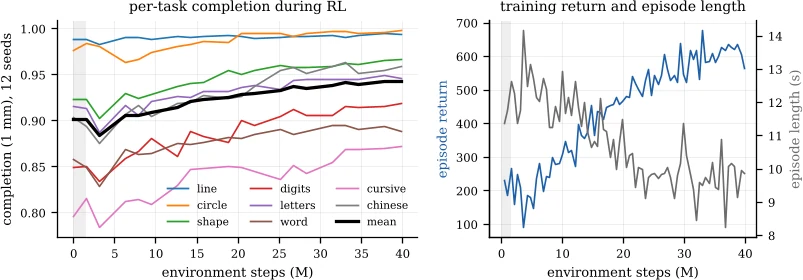 per-task completion during RL
completion (1 mm), 12 seeds
1.00
0.95
0.90
0.85
0.80
line
circle
shape
digits
letters
word
cursive
chinese
mean
0 5 10 15 20 25 30 35 40
environment steps (M)
training return and episode length
episode return
700
600
500
400
300
200
100
0 10 20 30 40
environment steps (M)
14
13
12
11
10
9
8
episode length (s)